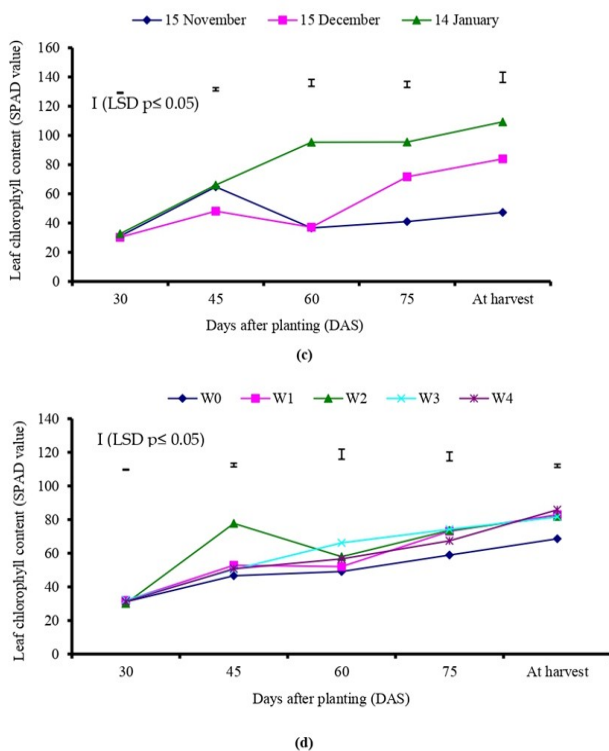 15 November 15 December 14 January
Leaf chlorophyll content (SPAD value)
160
140
120
100
80
60
40
20
0
I (LSD p≤ 0.05)
30 45 60 75 At harvest
Days after planting (DAS)
(c)
W0 W1 W2 W3 W4
Leaf chlorophyll content (SPAD value)
140
120
100
80
60
40
20
0
I (LSD p≤ 0.05)
30 45 60 75 At harvest
Days after planting (DAS)
(d)